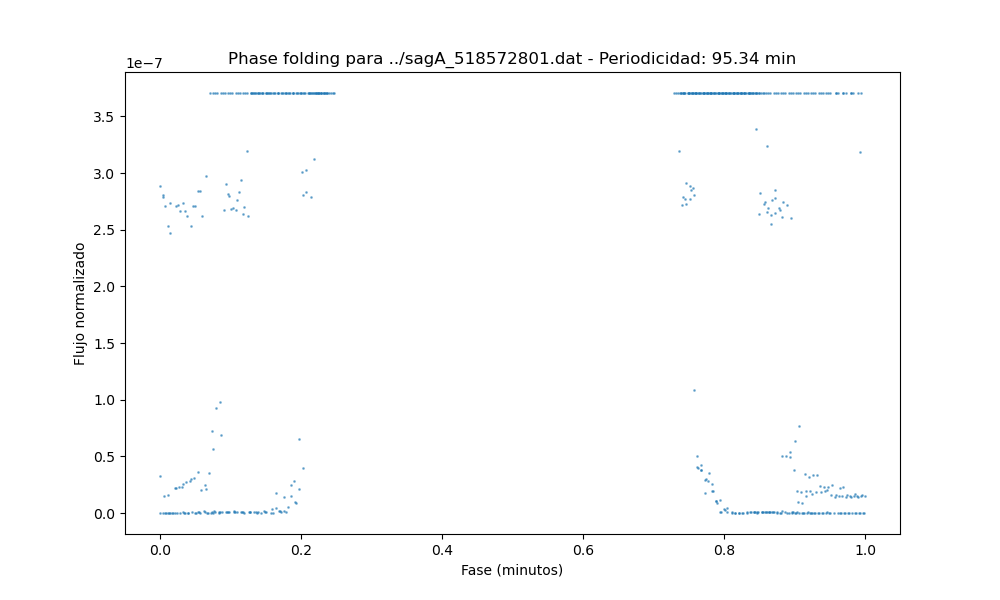 Phase folding para ../sagA_518572801.dat - Periodicidad: 95.34 min
1e−7
3.5
3.0
2.5
2.0
1.5
1.0
0.5
0.0
Flujo normalizado
0.0 0.2 0.4 0.6 0.8 1.0
Fase (minutos)